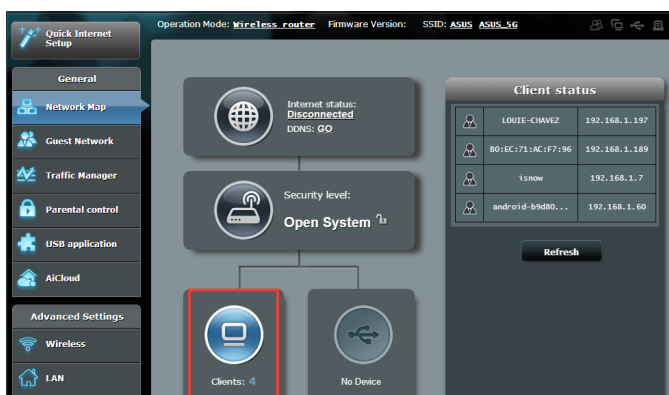 Quick Internet
Setup
Operation Mode: Wireless router Firmware Version: SSID: ASUS ASUS_5G
General
Network Map
Guest Network
Traffic Manager
Parental control
USB application
AiCloud
Advanced Settings
Wireless
LAN
Internet status:
Disconnected
DDNS: GO
Security level:
Open System
Clients: 4
No Device
Client status
LOUIE-CHAVEZ 192.168.1.197
80:EC:71:AC:F7:96 192.168.1.189
isnow 192.168.1.7
android-b9d80... 192.168.1.60
Refresh